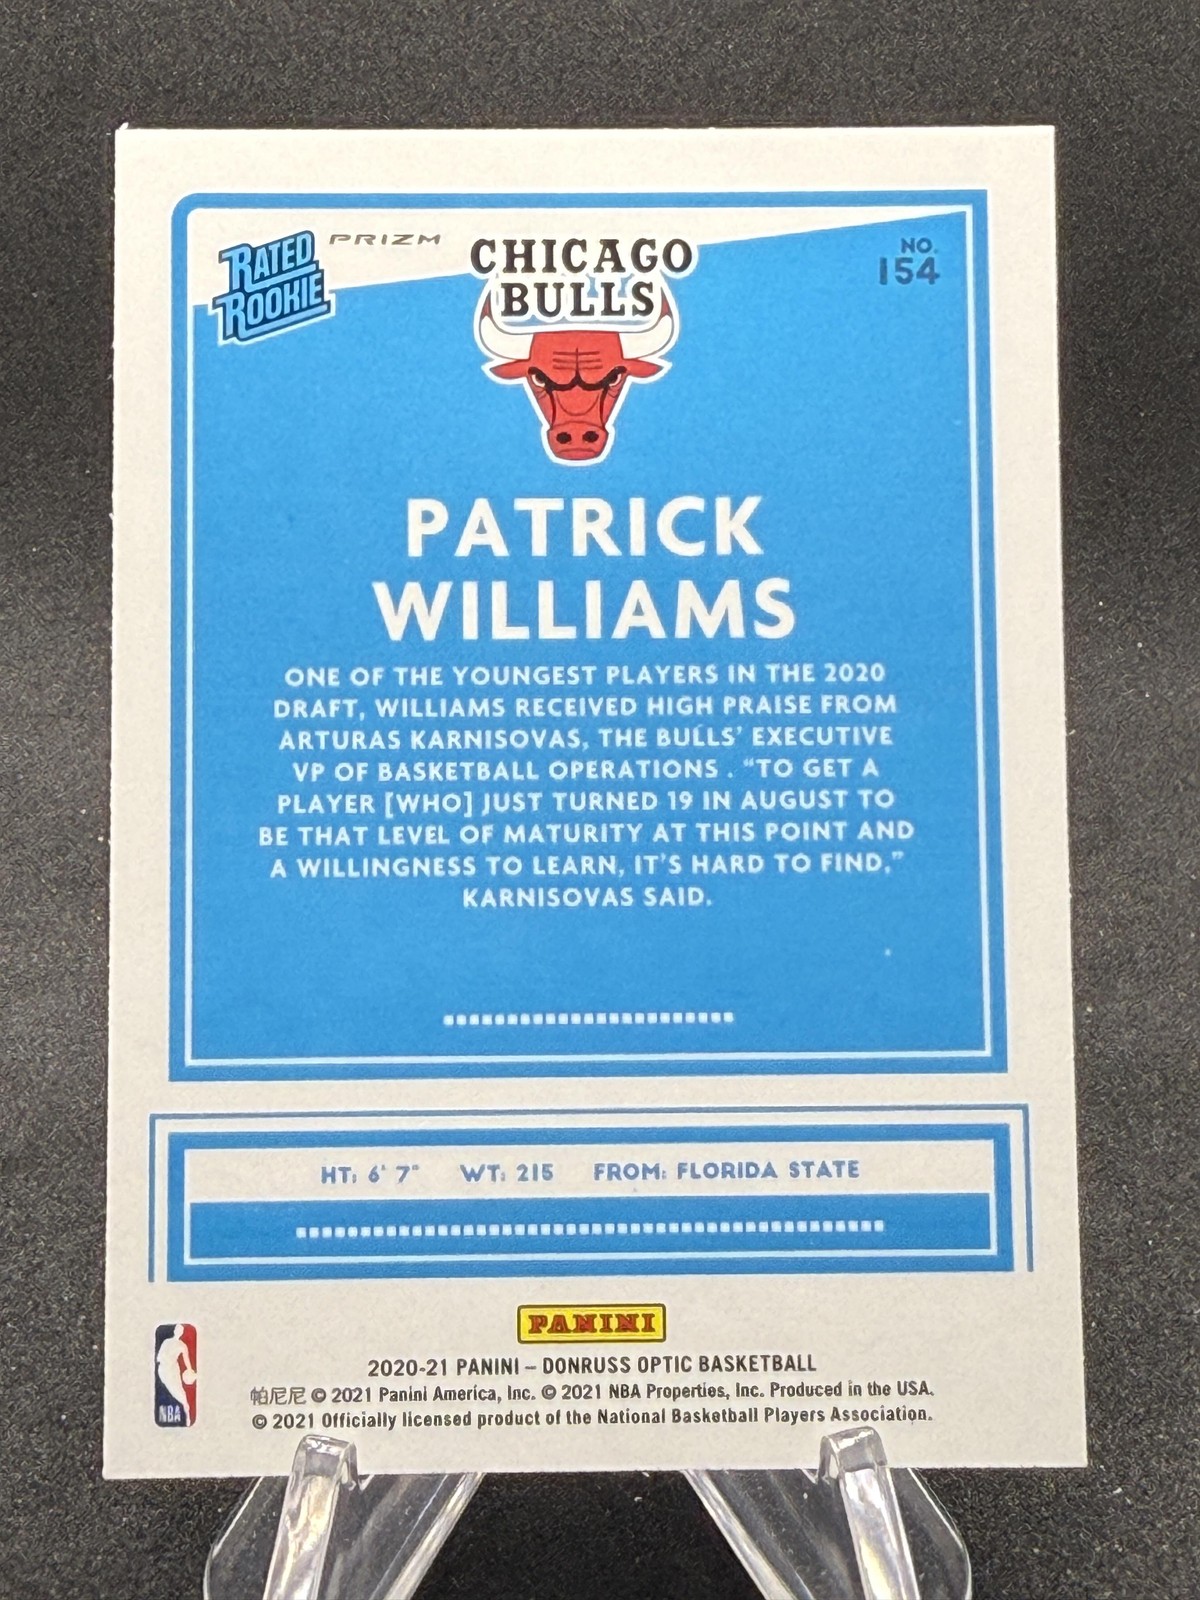 RATED
ROOKIE
PRIZM
CHICAGO
BULLS
NO.
154
PATRICK
WILLIAMS
ONE OF THE YOUNGEST PLAYERS IN THE 2020
DRAFT, WILLIAMS RECEIVED HIGH PRAISE FROM
ARTURAS KARNISOVAS, THE BULLS' EXECUTIVE
VP OF BASKETBALL OPERATIONS . "TO GET A
PLAYER [WHO] JUST TURNED 19 IN AUGUST TO
BE THAT LEVEL OF MATURITY AT THIS POINT AND
A WILLINGNESS TO LEARN, IT'S HARD TO FIND,"
KARNISOVAS SAID.
HT: 6' 7" WT: 215 FROM: FLORIDA STATE
PANINI
NBA
2020-21 PANINI – DONRUSS OPTIC BASKETBALL
帕尼尼 © 2021 Panini America, Inc. © 2021 NBA Properties, Inc. Produced in the USA.
© 2021 Officially licensed product of the National Basketball Players Association.